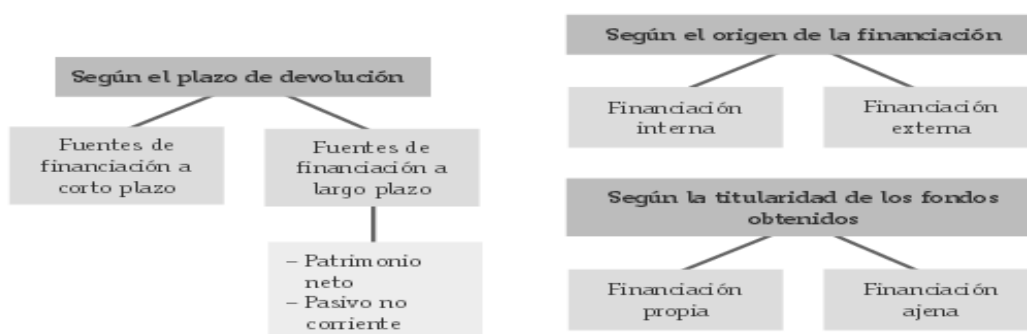 Según el plazo de devolución
Fuentes de
financiación a
corto plazo
Fuentes de
financiación a
largo plazo
– Patrimonio
neto
– Pasivo no
corriente
Según el origen de la financiación
Financiación
interna
Financiación
externa
Según la titularidad de los fondos
obtenidos
Financiación
propia
Financiación
ajena